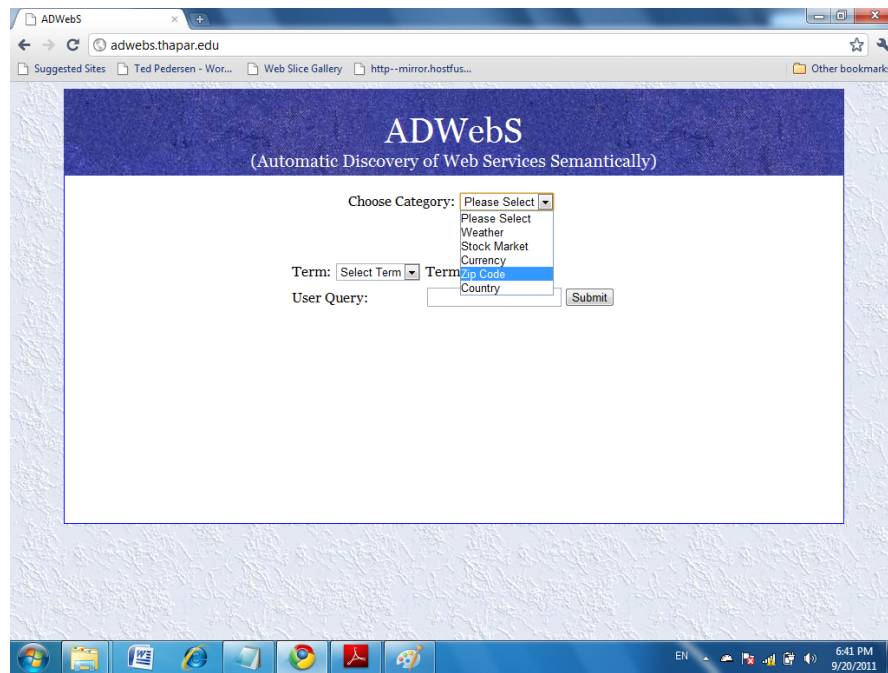 ADWebS
adwebs.thapar.edu
Suggested Sites Ted Pedersen - Wor... Web Slice Gallery http--mirror.hostfus... Other bookmark
ADWebS
(Automatic Discovery of Web Services Semantically)
Choose Category: Please Select
Please Select
Weather
Stock Market
Currency
Zip Code
Country
Term: Select Term Term
User Query: Submit
EN 6:41 PM
9/20/2011